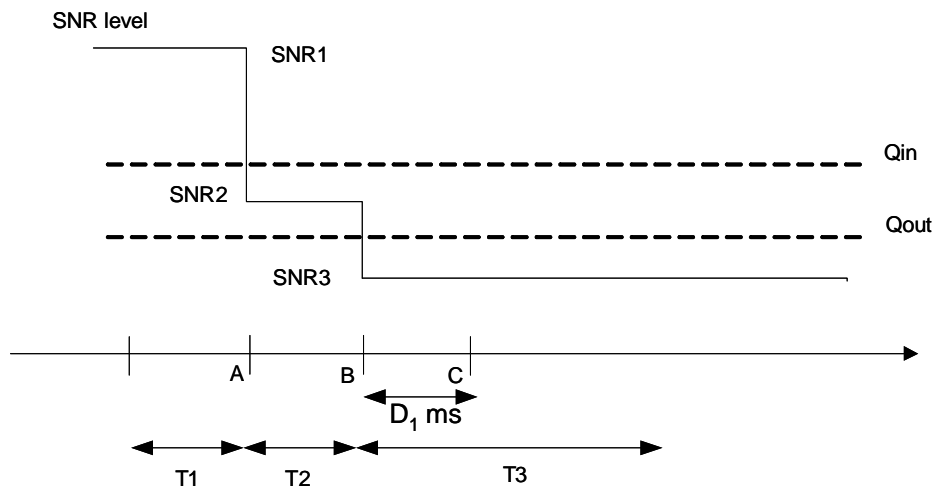 SNR level
SNR1
Qin
SNR2
Qout
SNR3
A
B
C
D₁ ms
T1
T2
T3